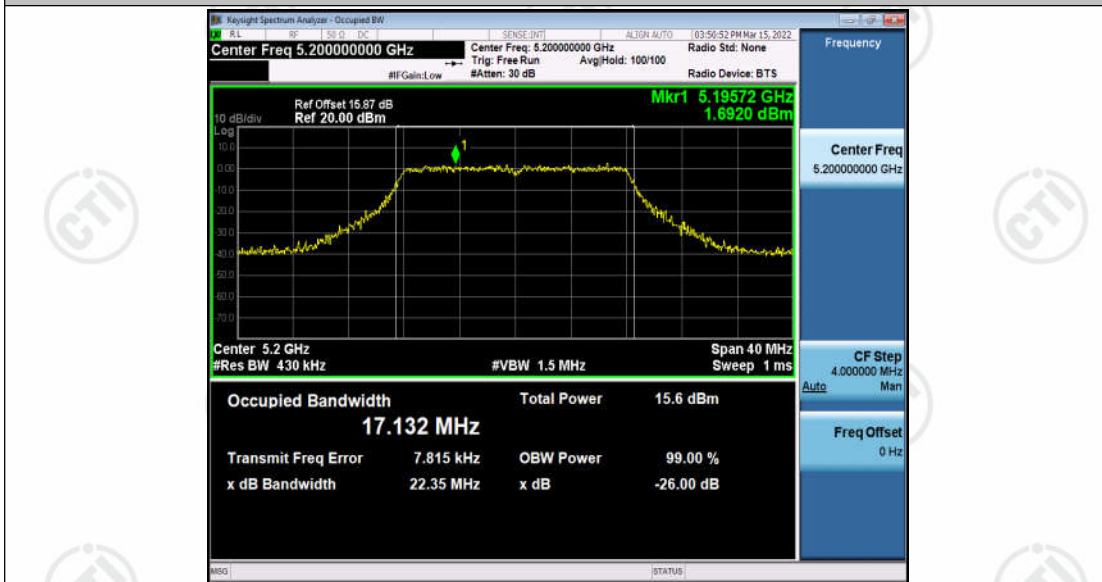 Keysight Spectrum Analyzer - Occupied BW
LXI RL RF 50 Ω DC SENSE:INT ALIGN AUTO 03:50:52 PM Mar 15, 2022
Center Freq 5.200000000 GHz
Center Freq: 5.200000000 GHz
Radio Std: None
Trig: Free Run Avg|Hold: 100/100
#IFGain:Low
#Atten: 30 dB
Radio Device: BTS
Frequency
Mkr1 5.19572 GHz
1.6920 dBm
Ref Offset 15.87 dB
10 dB/div Ref 20.00 dBm
Log
10.0
0.00
-10.0
-20.0
-30.0
-40.0
-50.0
-60.0
-70.0
1
Center 5.2 GHz
Span 40 MHz
#Res BW 430 kHz
#VBW 1.5 MHz
Sweep 1 ms
Center Freq
5.200000000 GHz
CF Step
4.000000 MHz
Auto Man
Freq Offset
0 Hz
Occupied Bandwidth
17.132 MHz
Total Power 15.6 dBm
Transmit Freq Error 7.815 kHz
OBW Power 99.00 %
x dB Bandwidth 22.35 MHz
x dB -26.00 dB
MSG
STATUS
CTI
CTI